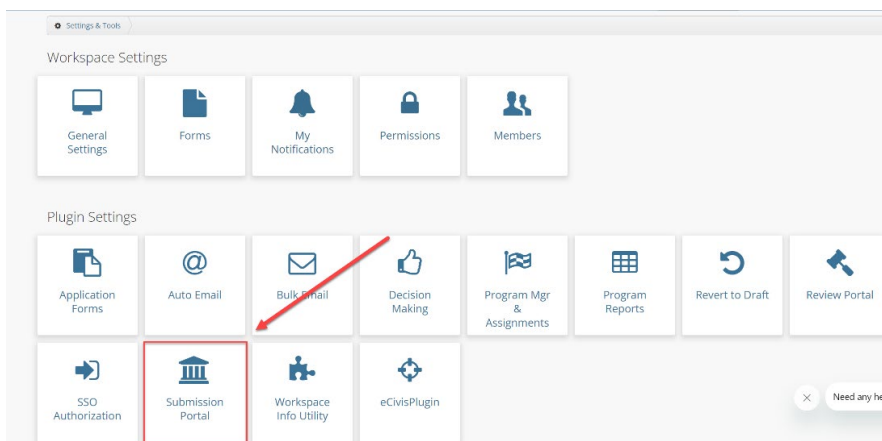 Settings & Tools
Workspace Settings
General
Settings
Forms
My
Notifications
Permissions
Members
Plugin Settings
Application
Forms
Auto Email
Bulk Email
Decision
Making
Program Mgr
&
Assignments
Program
Reports
Revert to Draft
Review Portal
SSO
Authorization
Submission
Portal
Workspace
Info Utility
eCivisPlugin
Need any he